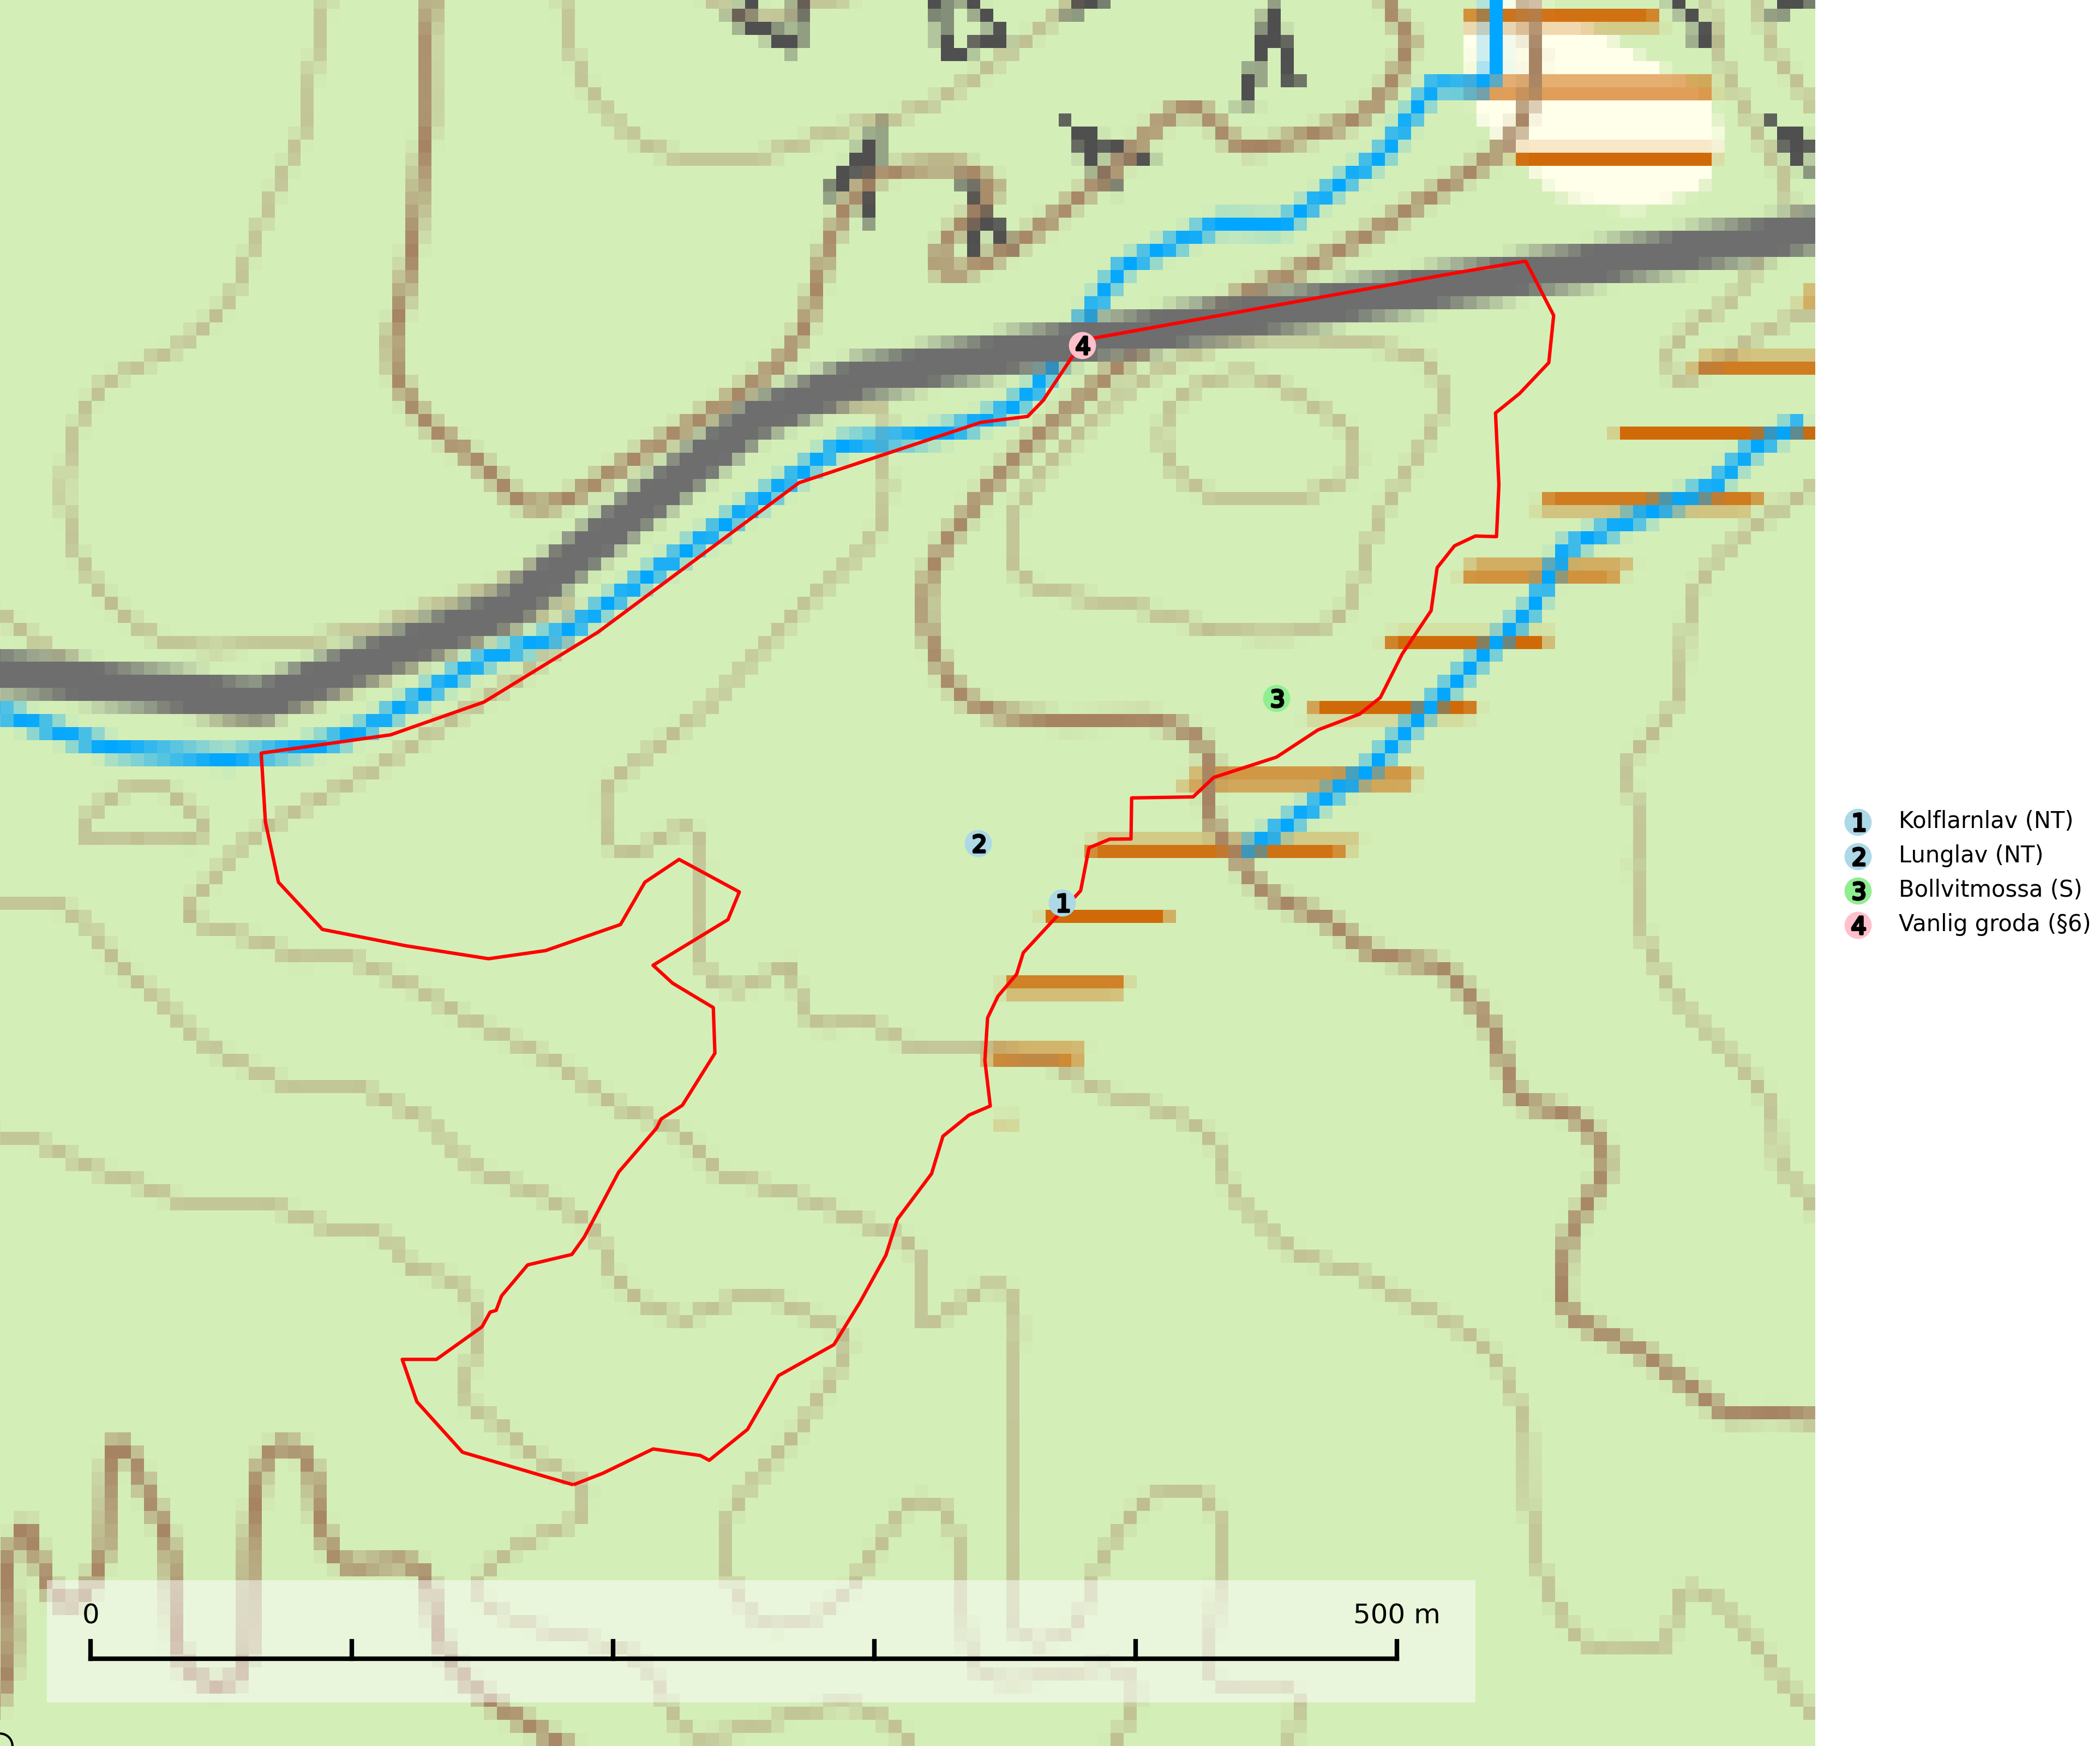 4
3
2
1
1 Kolflarnlav (NT)
2 Lunglav (NT)
3 Bollvitmossa (S)
4 Vanlig groda (§6)
0 500 m